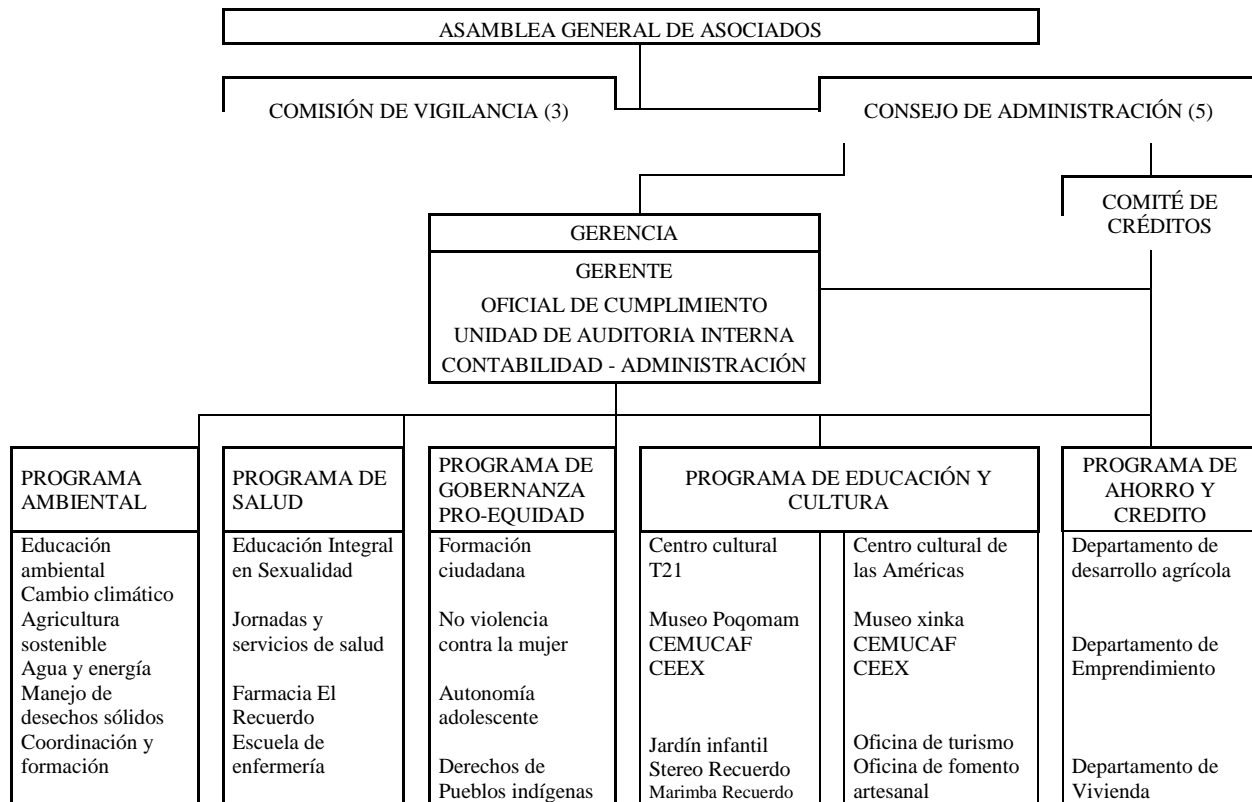 ASAMBLEA GENERAL DE ASOCIADOS
COMISIÓN DE VIGILANCIA (3)
CONSEJO DE ADMINISTRACIÓN (5)
COMITÉ DE
CRÉDITOS
GERENCIA
GERENTE
OFICIAL DE CUMPLIMIENTO
UNIDAD DE AUDITORIA INTERNA
CONTABILIDAD - ADMINISTRACIÓN
PROGRAMA
AMBIENTAL
Educación
ambiental
Cambio climático
Agricultura
sostenible
Agua y energía
Manejo de
desechos sólidos
Coordinación y
formación
PROGRAMA DE
SALUD
Educación Integral
en Sexualidad
Jornadas y
servicios de salud
Farmacia El
Recuerdo
Escuela de
enfermería
PROGRAMA DE
GOBERNANZA
PRO-EQUIDAD
Formación
ciudadana
No violencia
contra la mujer
Autonomía
adolescente
Derechos de
Pueblos indígenas
PROGRAMA DE EDUCACIÓN Y
CULTURA
Centro cultural
T21
Museo Poqomam
CEMUCAF
CEEX
Jardín infantil
Stereo Recuerdo
Marimba Recuerdo
Centro cultural de
las Américas
Museo xinka
CEMUCAF
CEEX
Oficina de turismo
Oficina de fomento
artesanal
PROGRAMA DE
AHORRO Y
CREDITO
Departamento de
desarrollo agrícola
Departamento de
Emprendimiento
Departamento de
Vivienda